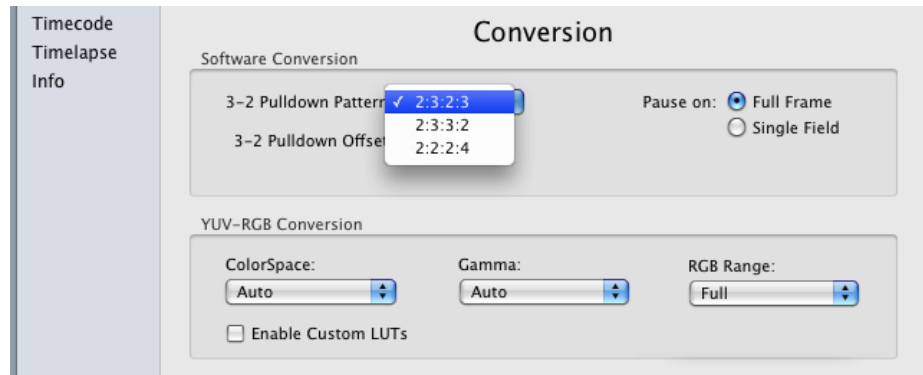 Timecode
Timelapse
Info
Conversion
Software Conversion
3-2 Pulldown Pattern
✓ 2:3:2:3
2:3:3:2
2:2:2:4
3-2 Pulldown Offset
Pause on:
Full Frame
Single Field
YUV-RGB Conversion
ColorSpace:
Auto
Gamma:
Auto
RGB Range:
Full
Enable Custom LUTs